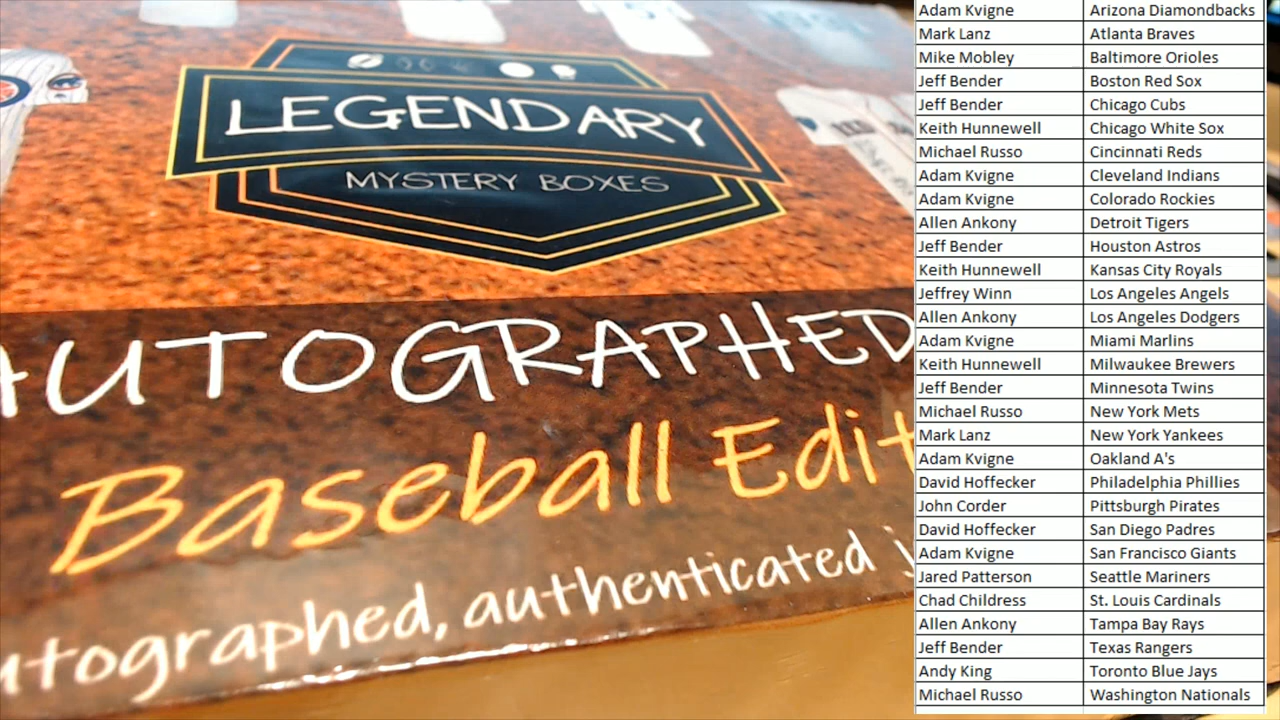 LEGENDARY
MYSTERY BOXES
AUTOGRAPHED
Baseball Edit
utographed, authenticated j
Adam Kvigne Arizona Diamondbacks
Mark Lanz Atlanta Braves
Mike Mobley Baltimore Orioles
Jeff Bender Boston Red Sox
Jeff Bender Chicago Cubs
Keith Hunnewell Chicago White Sox
Michael Russo Cincinnati Reds
Adam Kvigne Cleveland Indians
Adam Kvigne Colorado Rockies
Allen Ankony Detroit Tigers
Jeff Bender Houston Astros
Keith Hunnewell Kansas City Royals
Jeffrey Winn Los Angeles Angels
Allen Ankony Los Angeles Dodgers
Adam Kvigne Miami Marlins
Keith Hunnewell Milwaukee Brewers
Jeff Bender Minnesota Twins
Michael Russo New York Mets
Mark Lanz New York Yankees
Adam Kvigne Oakland A's
David Hoffecker Philadelphia Phillies
John Corder Pittsburgh Pirates
David Hoffecker San Diego Padres
Adam Kvigne San Francisco Giants
Jared Patterson Seattle Mariners
Chad Childress St. Louis Cardinals
Allen Ankony Tampa Bay Rays
Jeff Bender Texas Rangers
Andy King Toronto Blue Jays
Michael Russo Washington Nationals